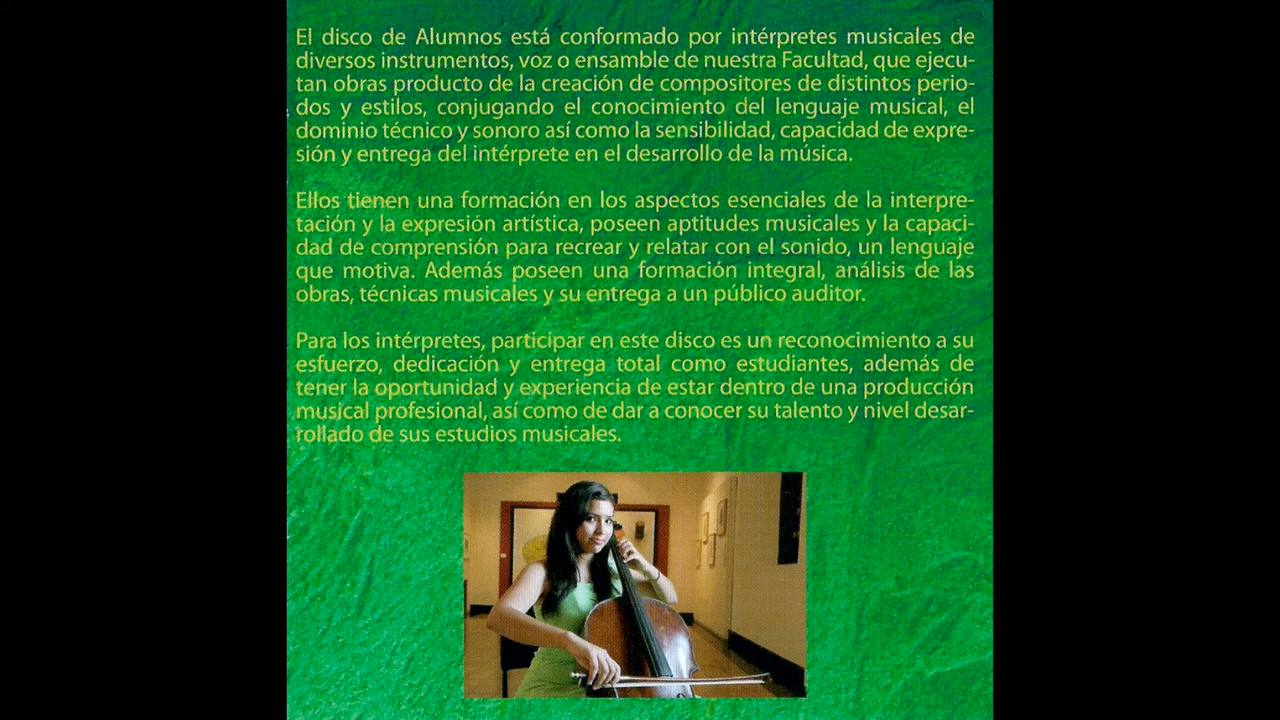 El disco de Alumnos está conformado por intérpretes musicales de
diversos instrumentos, voz o ensamble de nuestra Facultad, que ejecu-
tan obras producto de la creación de compositores de distintos perio-
dos y estilos, conjugando el conocimiento del lenguaje musical, el
dominio técnico y sonoro así como la sensibilidad, capacidad de expre-
sión y entrega del intérprete en el desarrollo de la música.
Ellos tienen una formación en los aspectos esenciales de la interpre-
tación y la expresión artística, poseen aptitudes musicales y la capaci-
dad de comprensión para recrear y relatar con el sonido, un lenguaje
que motiva. Además poseen una formación integral, análisis de las
obras, técnicas musicales y su entrega a un público auditor.
Para los intérpretes, participar en este disco es un reconocimiento a su
esfuerzo, dedicación y entrega total como estudiantes, además de
tener la oportunidad y experiencia de estar dentro de una producción
musical profesional, así como de dar a conocer su talento y nivel desar-
rollado de sus estudios musicales.